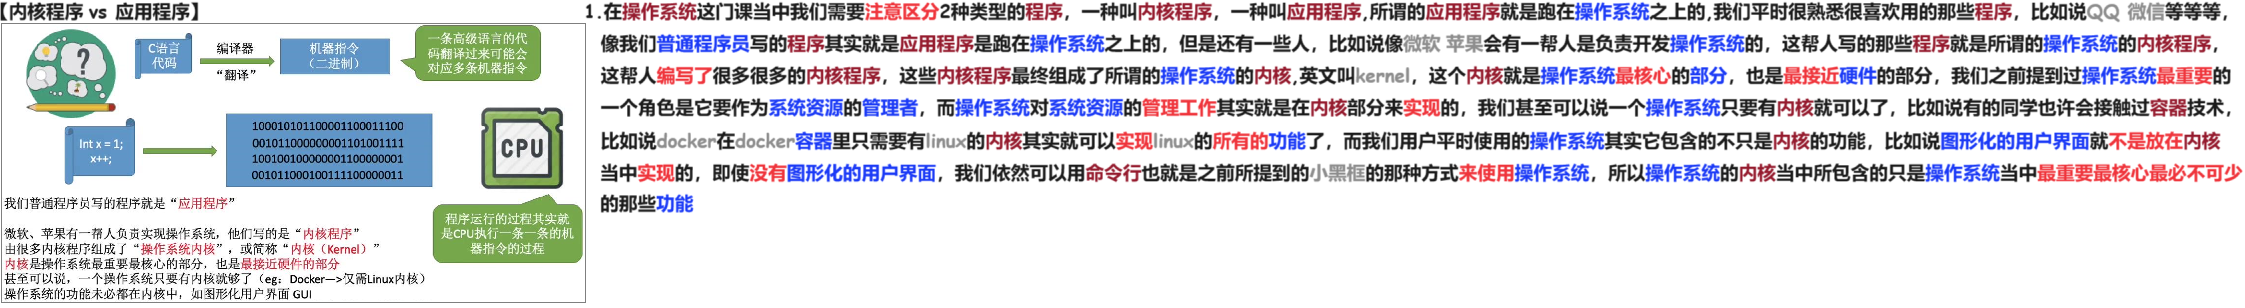 【内核程序 vs 应用程序】
C语言
代码
编译器
“翻译”
机器指令
（二进制）
一条高级语言的代
码翻译过来可能会
对应多条机器指令
Int x = 1;
x++;
100010101100001100011100
001011000000001101001111
100100100000001100000001
001011000100111100000011
CPU
程序运行的过程其实就
是CPU执行一条一条的机
器指令的过程
我们普通程序员写的程序就是“应用程序”
微软、苹果有一帮人负责实现操作系统，他们写的是“内核程序”
由很多内核程序组成了“操作系统内核”，或简称“内核（Kernel）”
内核是操作系统最重要最核心的部分，也是最接近硬件的部分
甚至可以说，一个操作系统只要有内核就够了（eg：Docker—>仅需Linux内核）
操作系统的功能未必都在内核中，如图形化用户界面 GUI
1.在操作系统这门课当中我们需要注意区分2种类型的程序，一种叫内核程序，一种叫应用程序,所谓的应用程序就是跑在操作系统之上的,我们平时很熟悉很喜欢用的那些程序，比如说QQ 微信等等等，
像我们普通程序员写的程序其实就是应用程序是跑在操作系统之上的，但是还有一些人，比如说像微软 苹果会有一帮人是负责开发操作系统的，这帮人写的那些程序就是所谓的操作系统的内核程序，
这帮人编写了很多很多的内核程序，这些内核程序最终组成了所谓的操作系统的内核,英文叫kernel，这个内核就是操作系统最核心的部分，也是最接近硬件的部分，我们之前提到过操作系统最重要的
一个角色是它要作为系统资源的管理者，而操作系统对系统资源的管理工作其实就是在内核部分来实现的，我们甚至可以说一个操作系统只要有内核就可以了，比如说有的同学也许会接触过容器技术，
比如说docker在docker容器里只需要有linux的内核其实就可以实现linux的所有的功能了，而我们用户平时使用的操作系统其实它包含的不只是内核的功能，比如说图形化的用户界面就不是放在内核
当中实现的，即使没有图形化的用户界面，我们依然可以用命令行也就是之前所提到的小黑框的那种方式来使用操作系统，所以操作系统的内核当中所包含的只是操作系统当中最重要最核心最必不可少
的那些功能